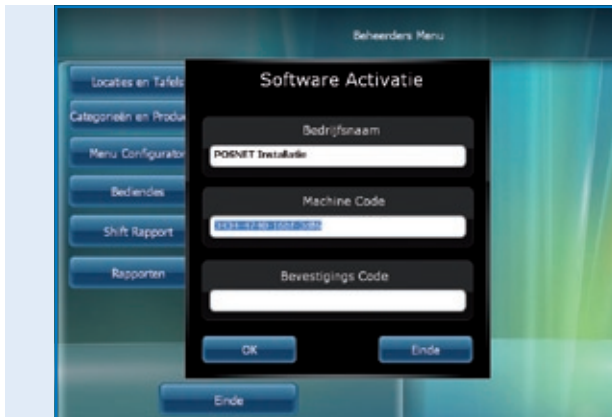 Beheerders Menu
Locaties en Tafels
Categorieën en Produ
Menu Configurator
Bediendes
Shift Rapport
Rapporten
Einde
Software Activatie
Bedrijfsnaam
POSNET Installatie
Machine Code
Bevestigings Code
OK
Einde